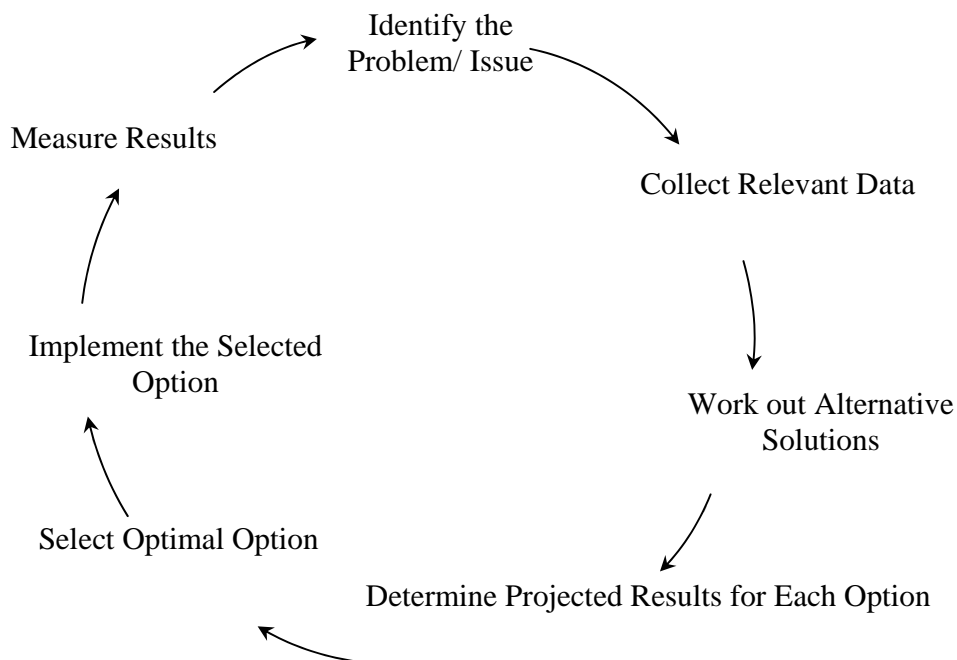 Identify the
Problem/ Issue
Collect Relevant Data
Work out Alternative
Solutions
Determine Projected Results for Each Option
Select Optimal Option
Implement the Selected
Option
Measure Results